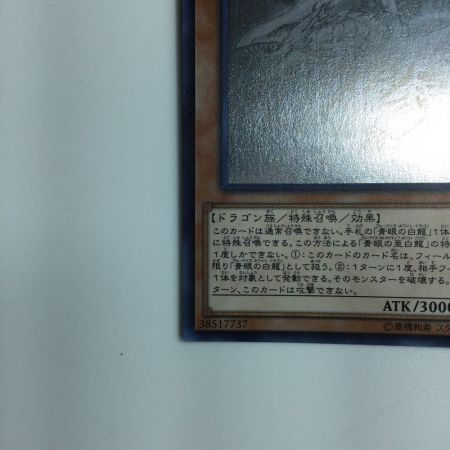 【ドラゴン族／特殊召喚／効果】
このカードは通常召喚できない。手札の「青眼の白龍」1体
に特殊召喚できる。この方法による「青眼の亜白龍」の特
1度しかできない。①：このカードのカード名は、フィール
限り「青眼の白龍」として扱う。②：1ターンに1度、相手フ
1体を対象として発動できる。そのモンスターを破壊する。
ターン、このカードは攻撃できない。
ATK/3000
38517737
©高橋和希 スタ